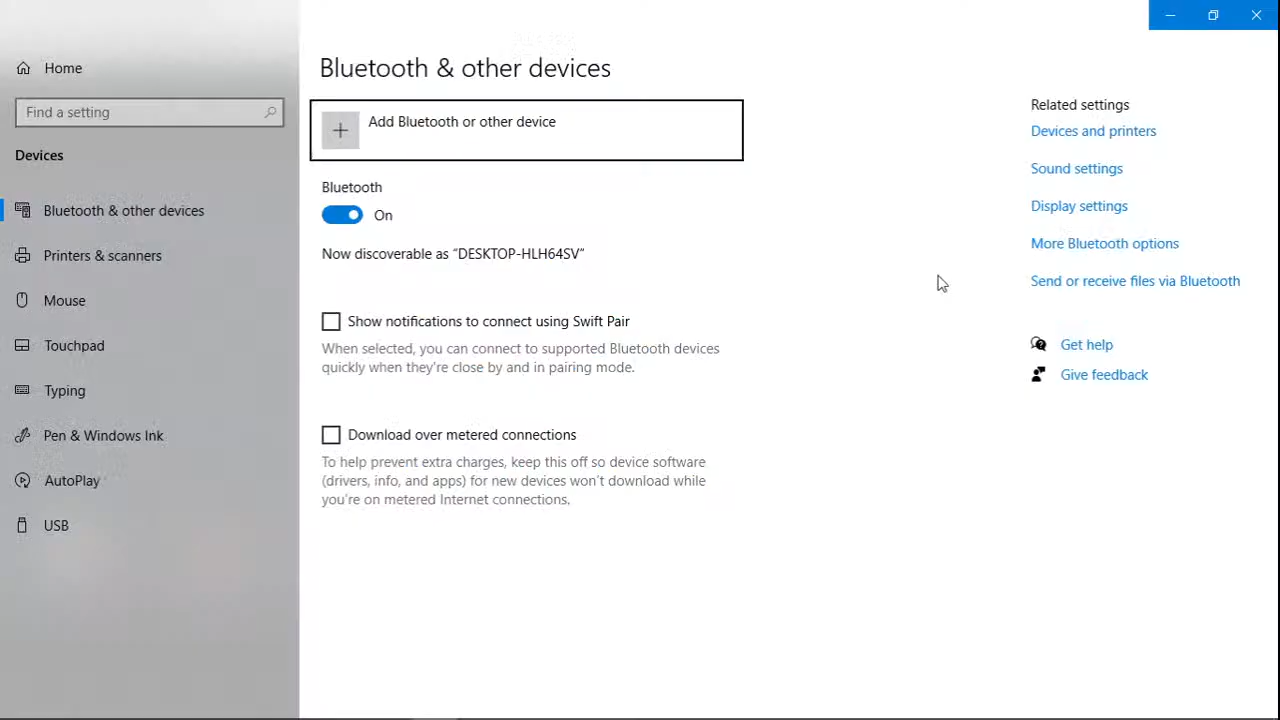 Home
Find a setting
Devices
Bluetooth & other devices
Printers & scanners
Mouse
Touchpad
Typing
Pen & Windows Ink
AutoPlay
USB
Bluetooth & other devices
Add Bluetooth or other device
Bluetooth
On
Now discoverable as “DESKTOP-HLH64SV”
Show notifications to connect using Swift Pair
When selected, you can connect to supported Bluetooth devices
quickly when they're close by and in pairing mode.
Download over metered connections
To help prevent extra charges, keep this off so device software
(drivers, info, and apps) for new devices won't download while
you're on metered Internet connections.
Related settings
Devices and printers
Sound settings
Display settings
More Bluetooth options
Send or receive files via Bluetooth
Get help
Give feedback